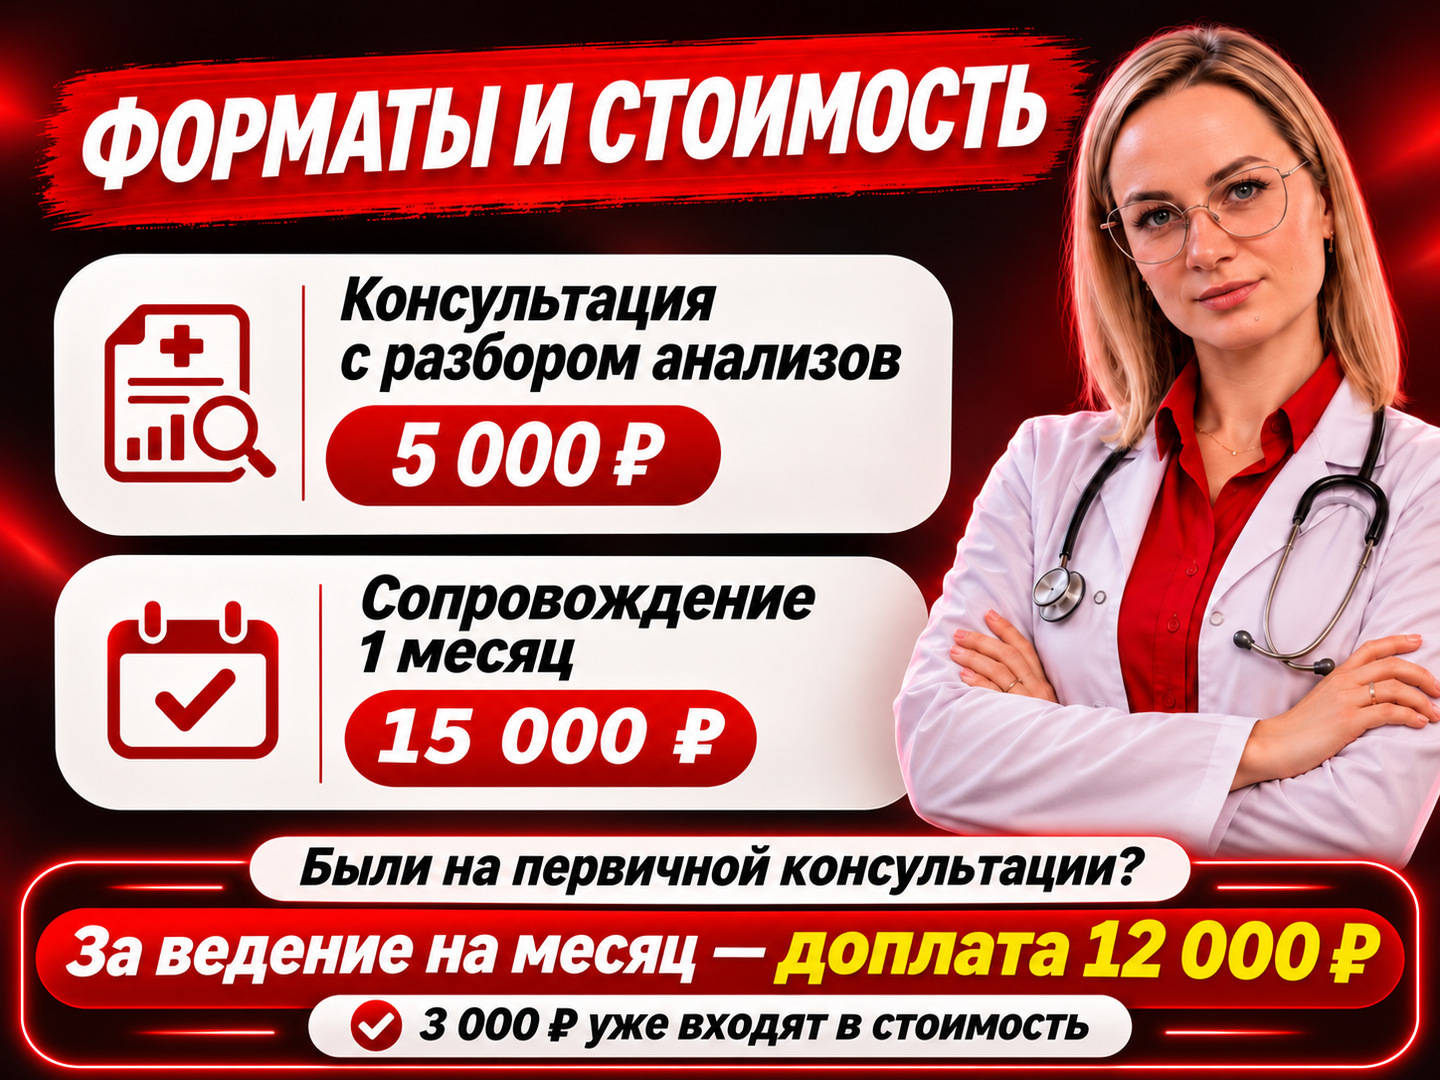 ФОРМАТЫ И СТОИМОСТЬ
Консультация
с разбором анализов
5 000 ₽
Сопровождение
1 месяц
15 000 ₽
Были на первичной консультации?
За ведение на месяц — доплата 12 000 ₽
3 000 ₽ уже входят в стоимость